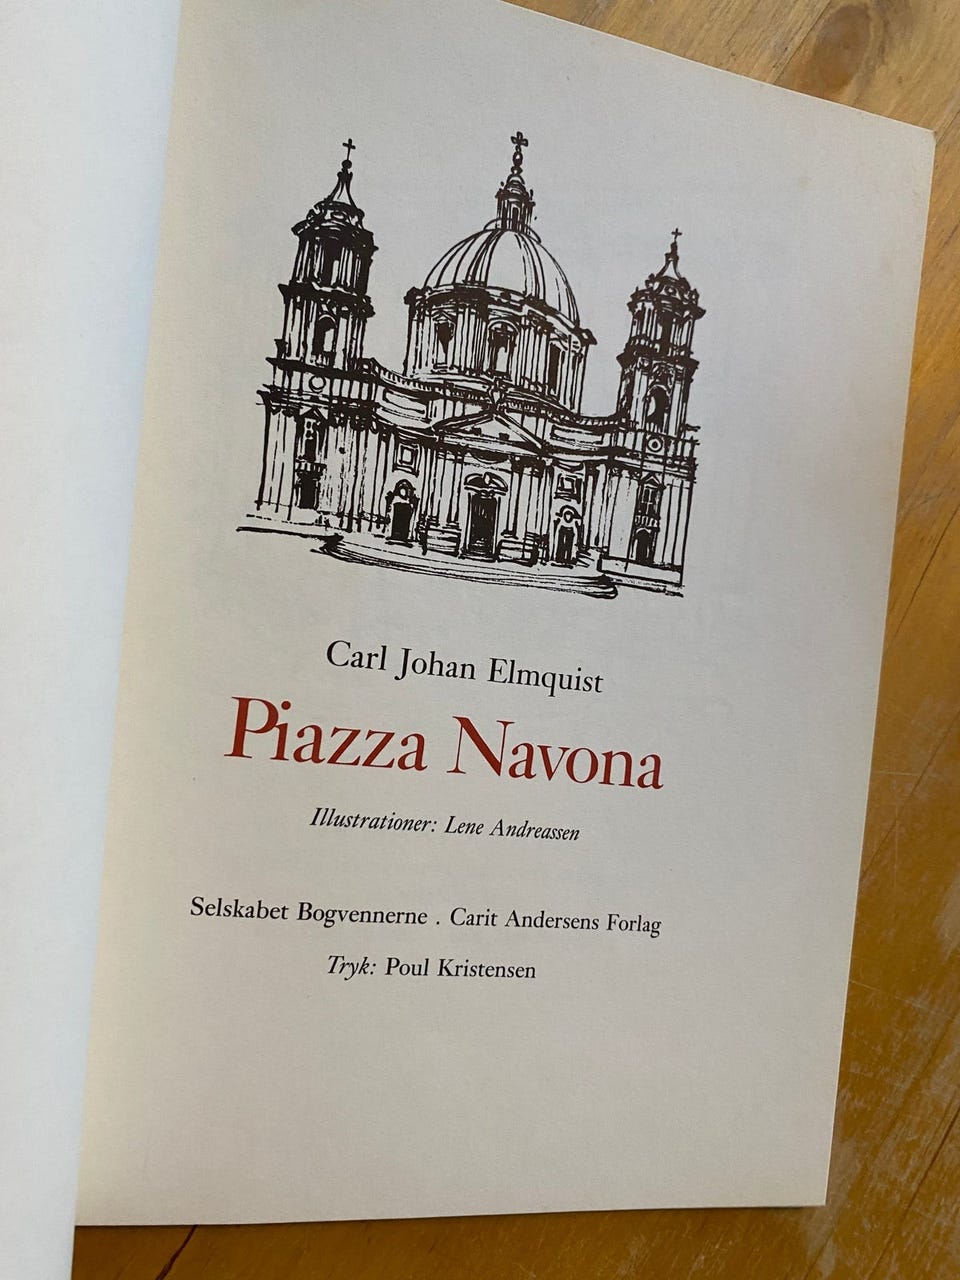 Carl Johan Elmquist
Piazza Navona
Illustrationer: Lene Andreassen
Selskabet Bogvennerne . Carit Andersens Forlag
Tryk: Poul Kristensen